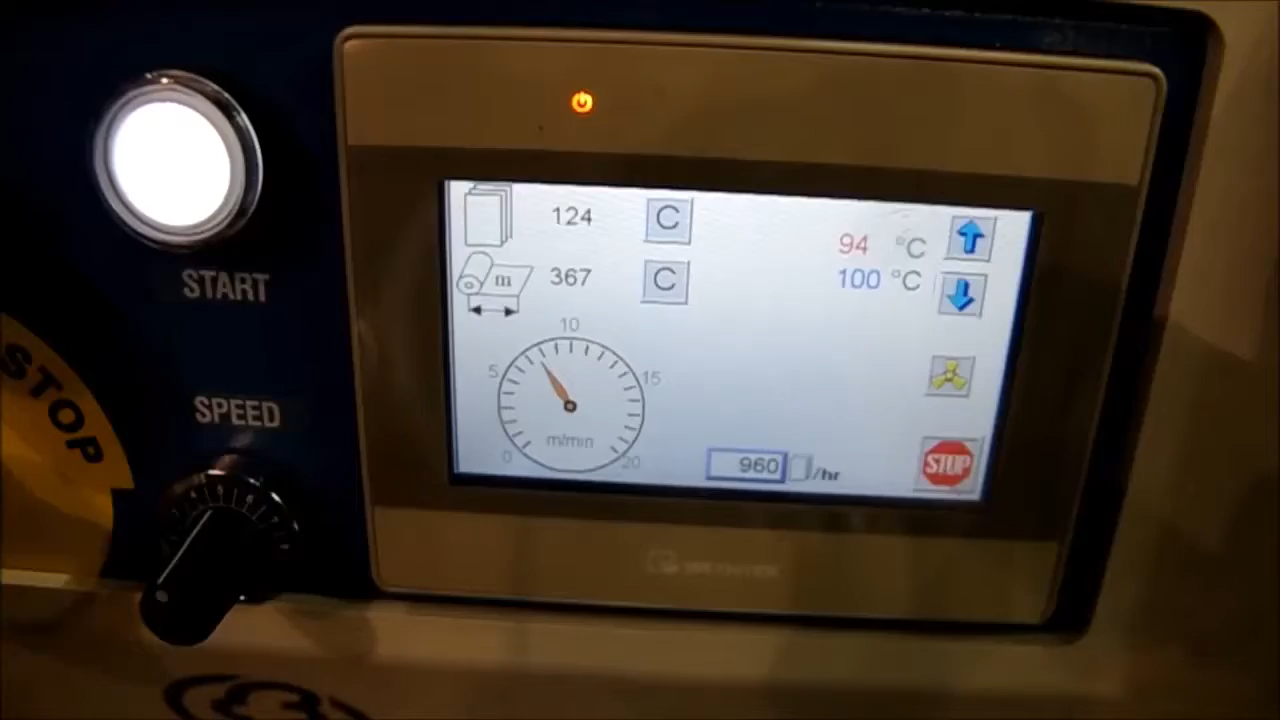 START
SPEED
STOP
124 C
94 °C
m 367 C
100 °C
10
5
15
m/min
0
20
960 /hr
STOP